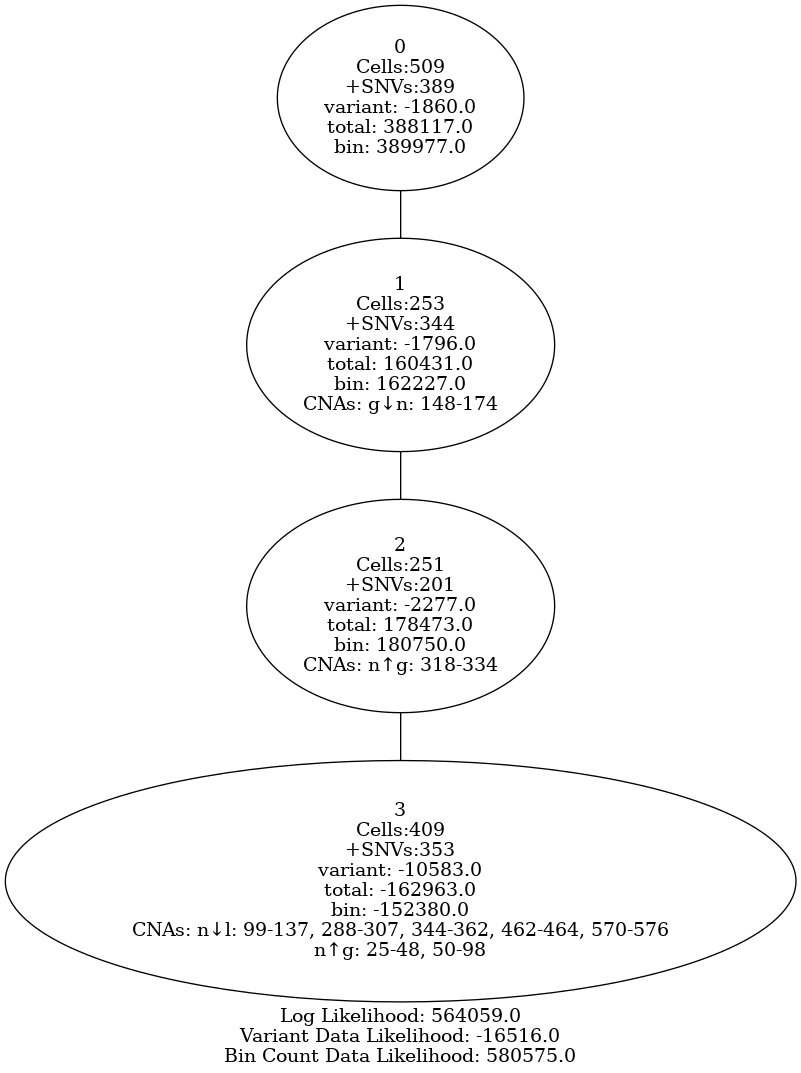 0
Cells:509
+SNVs:389
variant: -1860.0
total: 388117.0
bin: 389977.0
1
Cells:253
+SNVs:344
variant: -1796.0
total: 160431.0
bin: 162227.0
CNAs: g↓n: 148-174
2
Cells:251
+SNVs:201
variant: -2277.0
total: 178473.0
bin: 180750.0
CNAs: n↑g: 318-334
3
Cells:409
+SNVs:353
variant: -10583.0
total: -162963.0
bin: -152380.0
CNAs: n↓l: 99-137, 288-307, 344-362, 462-464, 570-576
n↑g: 25-48, 50-98
Log Likelihood: 564059.0
Variant Data Likelihood: -16516.0
Bin Count Data Likelihood: 580575.0